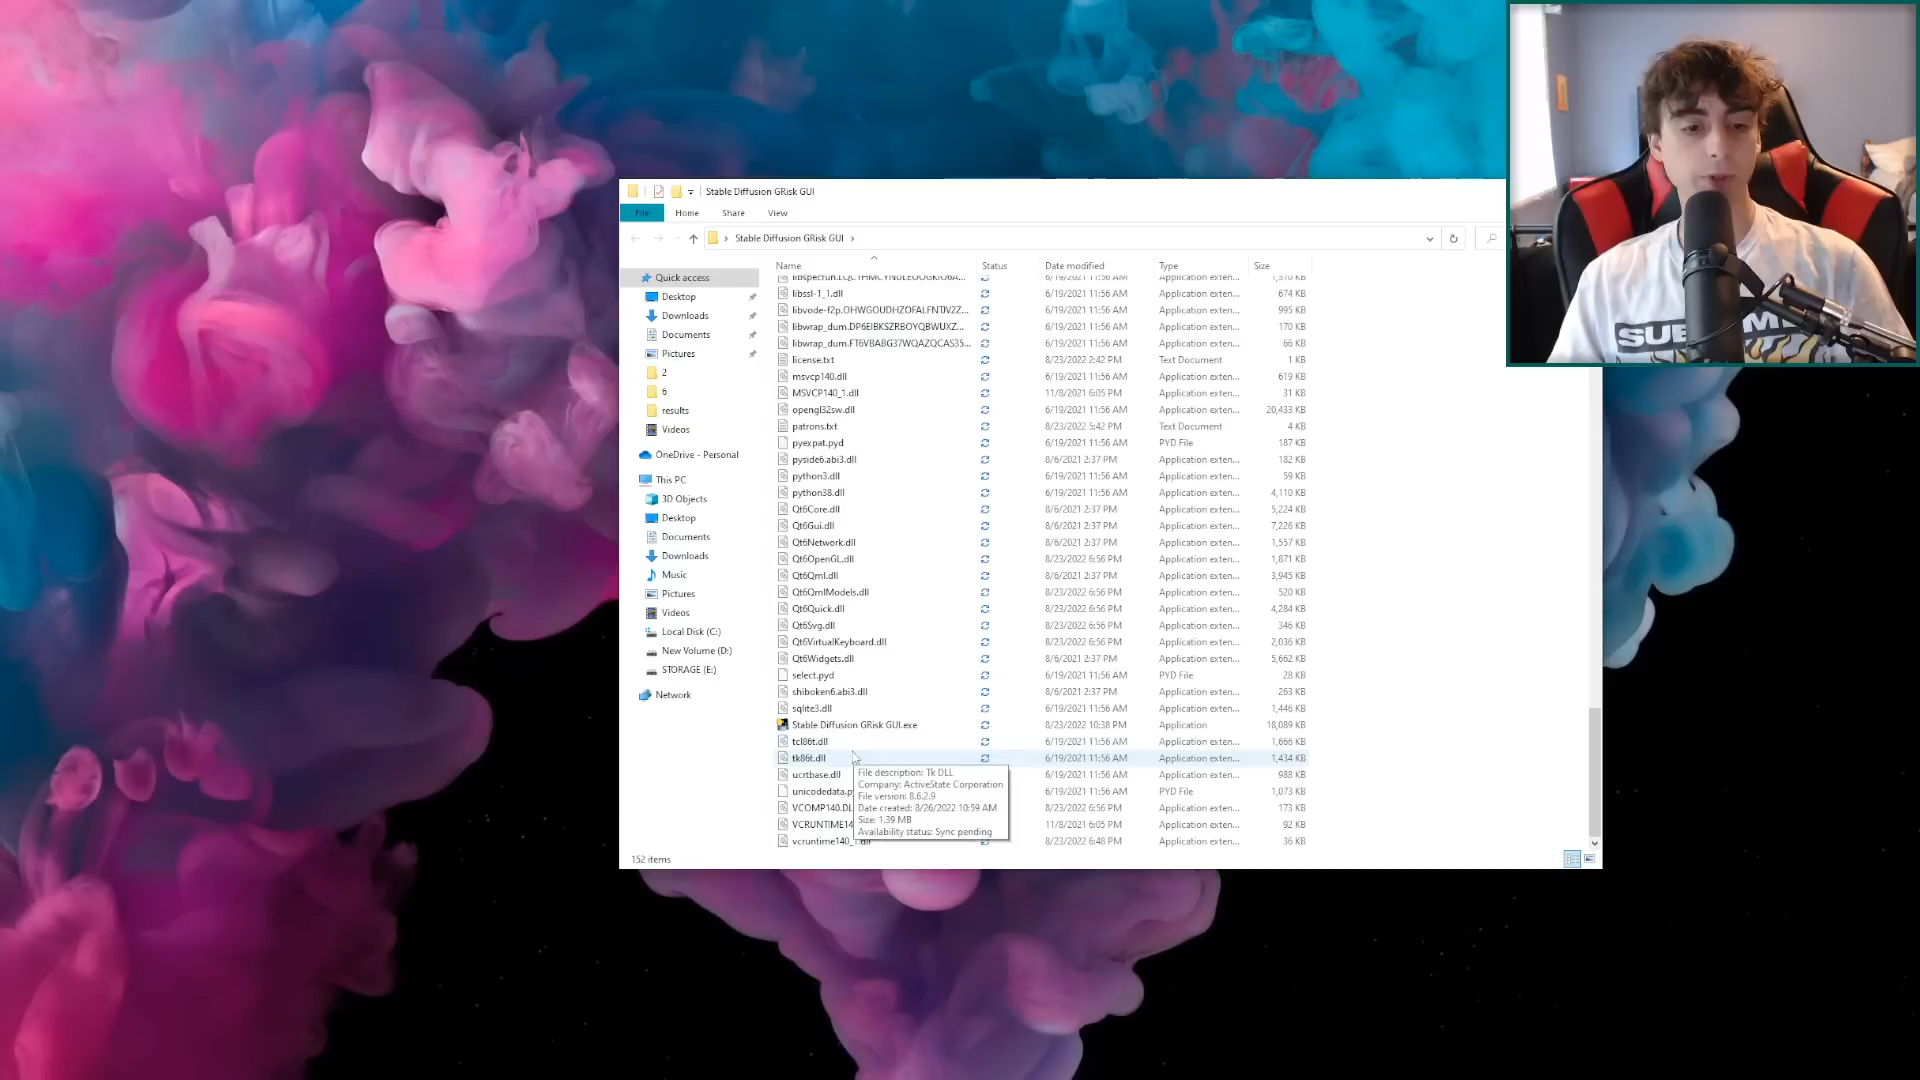 Stable Diffusion GRisk GUI
File Home Share View
Stable Diffusion GRisk GUI
Name Status Date modified Type Size
Quick access
Desktop
Downloads
Documents
Pictures
2
6
results
Videos
OneDrive - Personal
This PC
3D Objects
Desktop
Documents
Downloads
Music
Pictures
Videos
Local Disk (C:)
New Volume (D:)
STORAGE (E:)
Network
6/19/2021 11:56 AM Application exten... 1,570 KB
libssl-1_1.dll 6/19/2021 11:56 AM Application exten... 674 KB
libvode-f2p.OHWGOUDHZOFALFNTIV2Z... 6/19/2021 11:56 AM Application exten... 995 KB
libwrap_dum.DP6EIBKSZRBOYQBWUXZ... 6/19/2021 11:56 AM Application exten... 170 KB
libwrap_dum.FT6VBABG37WQAZQCAS35... 6/19/2021 11:56 AM Application exten... 66 KB
license.txt 8/23/2022 2:42 PM Text Document 1 KB
msvcp140.dll 6/19/2021 11:56 AM Application exten... 619 KB
MSVCP140_1.dll 11/8/2021 6:05 PM Application exten... 31 KB
opengl32sw.dll 6/19/2021 11:56 AM Application exten... 20,433 KB
patrons.txt 8/23/2022 5:42 PM Text Document 4 KB
pyexpat.pyd 6/19/2021 11:56 AM PYD File 187 KB
pyside6.abi3.dll 8/6/2021 2:37 PM Application exten... 182 KB
python3.dll 6/19/2021 11:56 AM Application exten... 59 KB
python38.dll 6/19/2021 11:56 AM Application exten... 4,110 KB
Qt6Core.dll 8/6/2021 2:37 PM Application exten... 5,224 KB
Qt6Gui.dll 8/6/2021 2:37 PM Application exten... 7,226 KB
Qt6Network.dll 8/6/2021 2:37 PM Application exten... 1,557 KB
Qt6OpenGL.dll 8/23/2022 6:56 PM Application exten... 1,871 KB
Qt6Qml.dll 8/6/2021 2:37 PM Application exten... 3,945 KB
Qt6QmlModels.dll 8/23/2022 6:56 PM Application exten... 520 KB
Qt6Quick.dll 8/23/2022 6:56 PM Application exten... 4,284 KB
Qt6Svg.dll 8/23/2022 6:56 PM Application exten... 346 KB
Qt6VirtualKeyboard.dll 8/23/2022 6:56 PM Application exten... 2,036 KB
Qt6Widgets.dll 8/6/2021 2:37 PM Application exten... 5,662 KB
select.pyd 6/19/2021 11:56 AM PYD File 28 KB
shiboken6.abi3.dll 8/6/2021 2:37 PM Application exten... 263 KB
sqlite3.dll 6/19/2021 11:56 AM Application exten... 1,446 KB
Stable Diffusion GRisk GUI.exe 8/23/2022 10:38 PM Application 18,089 KB
tcl86t.dll 6/19/2021 11:56 AM Application exten... 1,666 KB
tk86t.dll 6/19/2021 11:56 AM Application exten... 1,434 KB
ucrtbase.dll 6/19/2021 11:56 AM Application exten... 988 KB
unicodedata.p 6/19/2021 11:56 AM PYD File 1,073 KB
VCOMP140.DL 8/23/2022 6:56 PM Application exten... 173 KB
VCRUNTIME14 11/8/2021 6:05 PM Application exten... 92 KB
vcruntime140_1.dll 8/23/2022 6:48 PM Application exten... 36 KB
File description: Tk DLL
Company: ActiveState Corporation
File version: 8.6.2.9
Date created: 8/26/2022 10:59 AM
Size: 1.39 MB
Availability status: Sync pending
152 items